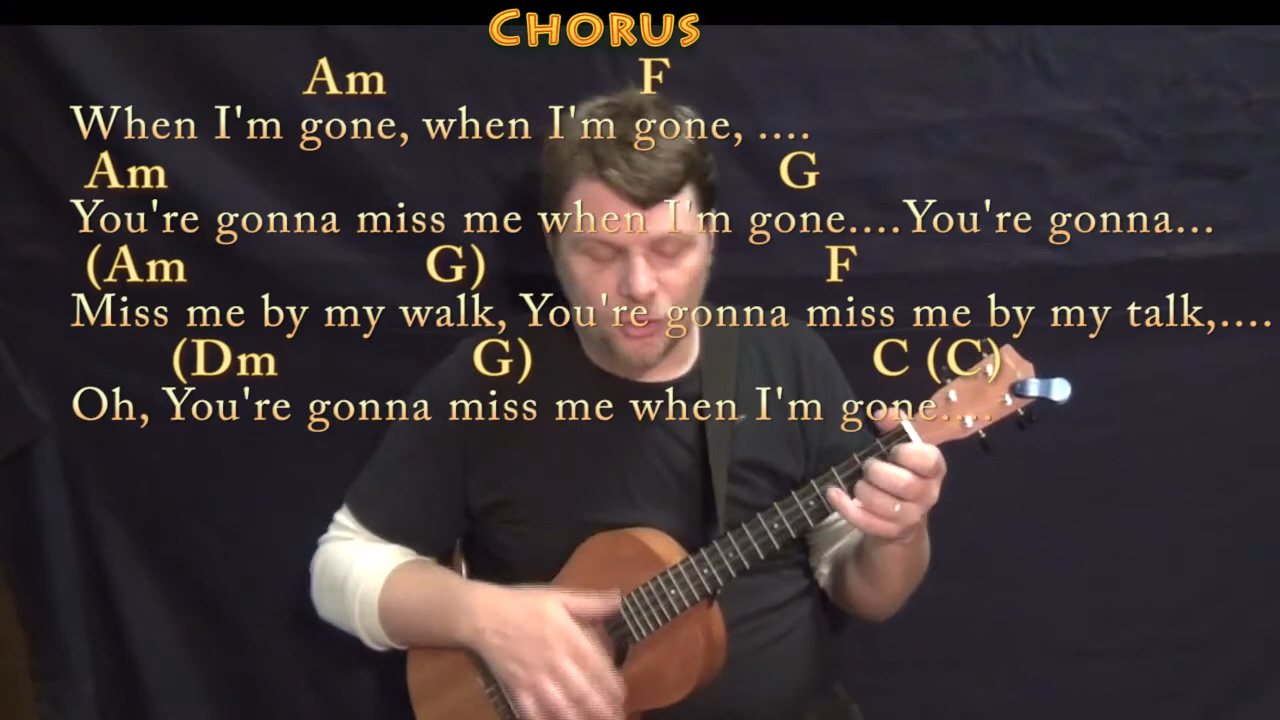 CHORUS
Am F
When I'm gone, when I'm gone, ....
Am G
You're gonna miss me when I'm gone....You're gonna...
(Am G) F
Miss me by my walk, You're gonna miss me by my talk,....
(Dm G) C (C)
Oh, You're gonna miss me when I'm gone....